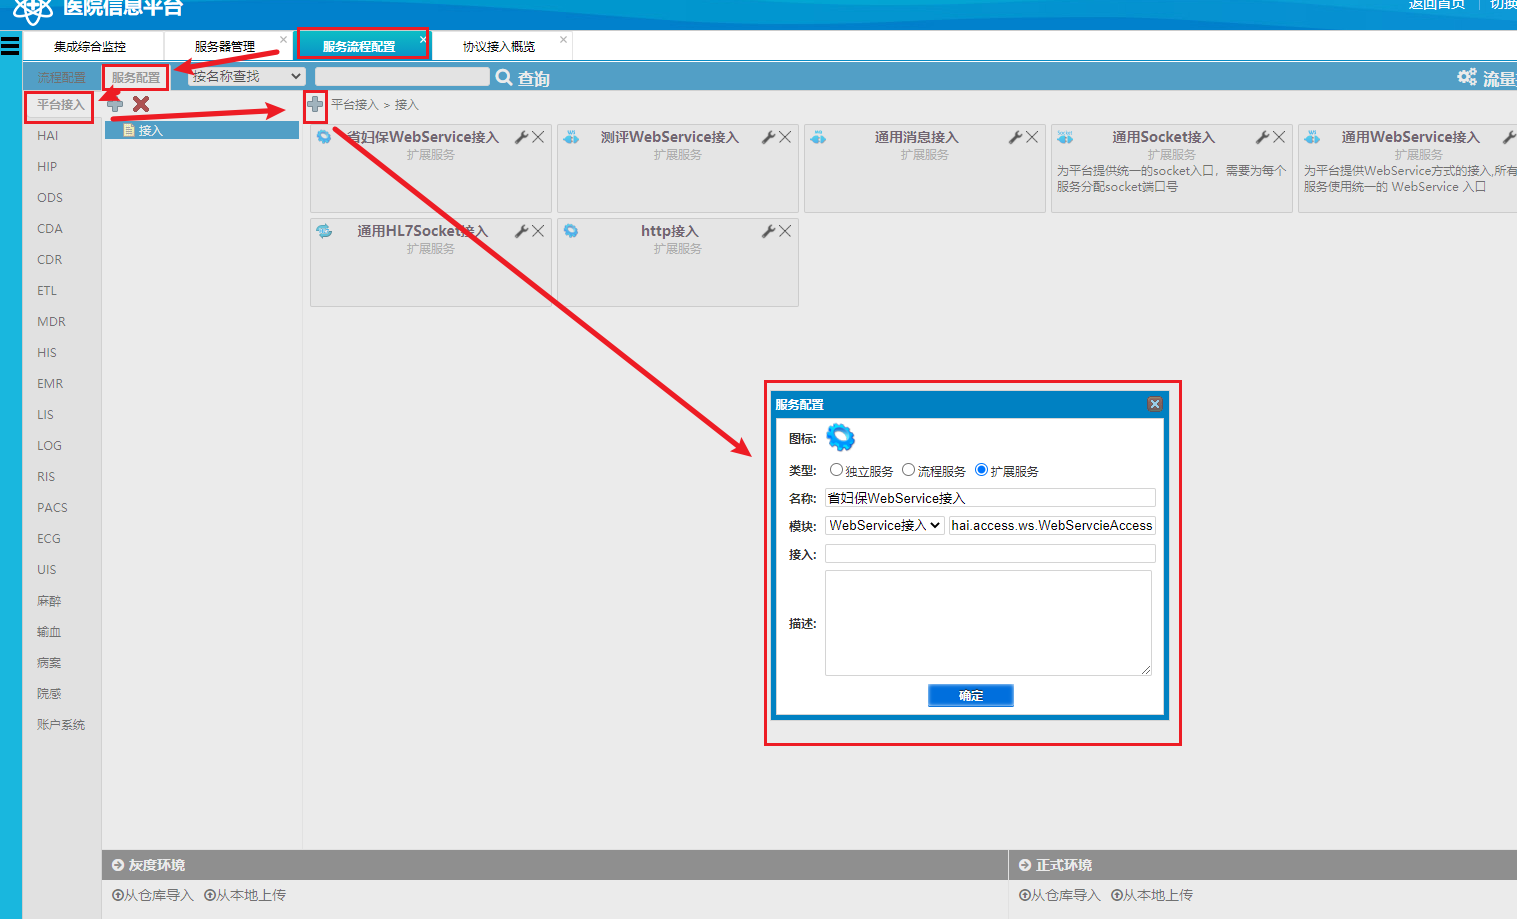 医院信息平台
返回首页
切换
集成综合监控
服务器管理
服务流程配置
协议接入概览
流程配置
服务配置
按名称查找
查询
流量
平台接入
平台接入 > 接入
接入
HAI
HIP
ODS
CDA
CDR
ETL
MDR
HIS
EMR
LIS
LOG
RIS
PACS
ECG
UIS
麻醉
输血
病案
院感
账户系统
省妇保WebService接入
扩展服务
测评WebService接入
扩展服务
通用消息接入
扩展服务
通用Socket接入
扩展服务
为平台提供统一的socket入口，需要为每个
服务分配socket端口号
通用WebService接入
扩展服务
为平台提供WebService方式的接入,所有
服务使用统一的 WebService 入口
通用HL7Socket接入
扩展服务
http接入
扩展服务
服务配置
图标:
类型: 独立服务 流程服务 扩展服务
名称: 省妇保WebService接入
模块: WebService接入 hai.access.ws.WebServcieAccess
接入:
描述:
确定
灰度环境
从仓库导入 从本地上传
正式环境
从仓库导入 从本地上传